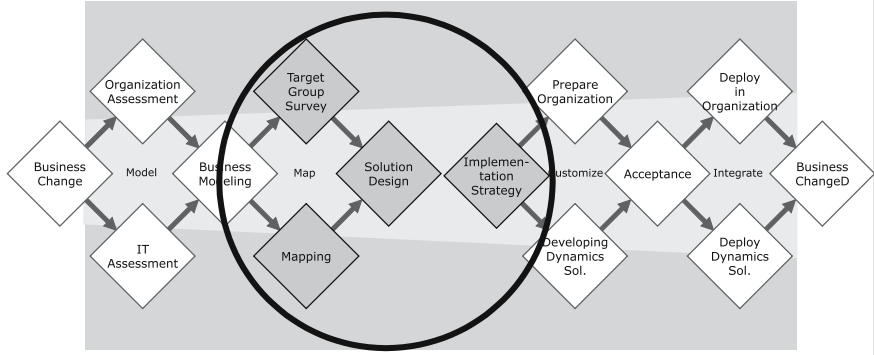 Business
Change
Organization
Assessment
Model
IT
Assessment
Business
Modeling
Target
Group
Survey
Map
Mapping
Solution
Design
Implemen-
tation
Strategy
Prepare
Organization
Customize
Developing
Dynamics
Sol.
Acceptance
Deploy
in
Organization
Integrate
Deploy
Dynamics
Sol.
Business
ChangeD